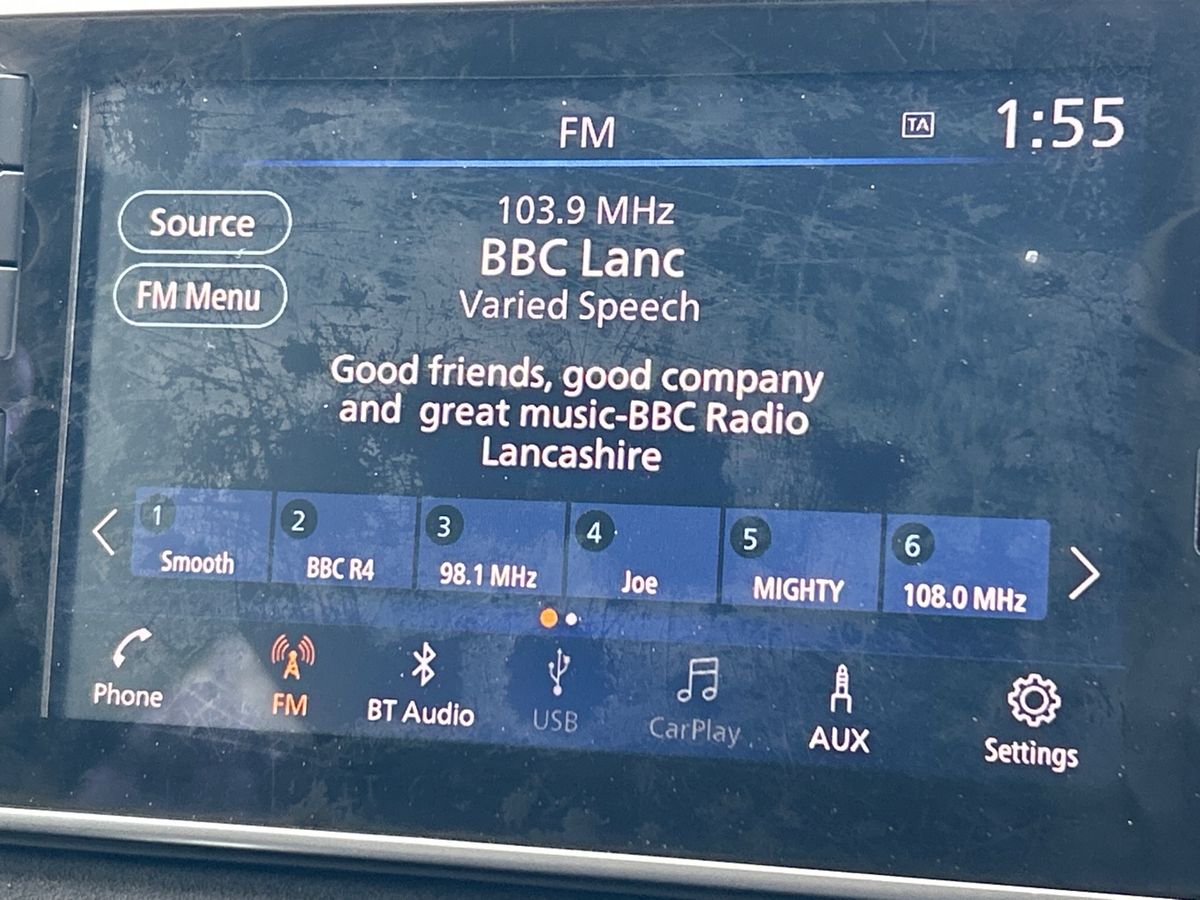 FM
TA
1:55
Source
103.9 MHz
BBC Lanc
FM Menu
Varied Speech
Good friends, good company
and great music-BBC Radio
Lancashire
1
Smooth
2
BBC R4
3
98.1 MHz
4
Joe
5
MIGHTY
6
108.0 MHz
Phone
FM
BT Audio
USB
CarPlay
AUX
Settings